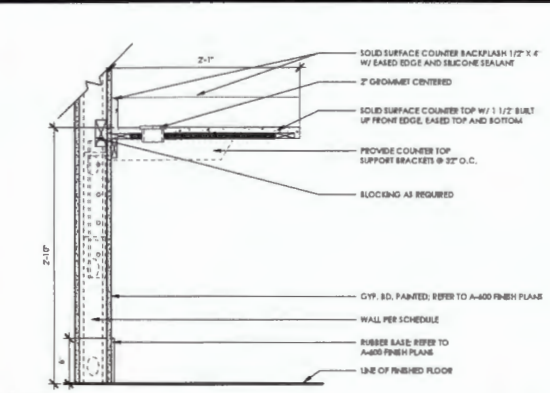 SOLID SURFACE COUNTER BACKPLASH 1/2" X 4"
W/ EASED EDGE AND SILICONE SEALANT
2'-1"
2" GROMMET CENTERED
SOLID SURFACE COUNTER TOP W/ 1 1/2" BUILT
UP FRONT EDGE, EASED TOP AND BOTTOM
PROVIDE COUNTER TOP
SUPPORT BRACKETS @ 32" O.C.
BLOCKING AS REQUIRED
2'-10"
GYP. BD, PAINTED; REFER TO A-600 FINISH PLANS
WALL PER SCHEDULE
RUBBER BASE; REFER TO
A-600 FINISH PLANS
6"
LINE OF FINISHED FLOOR